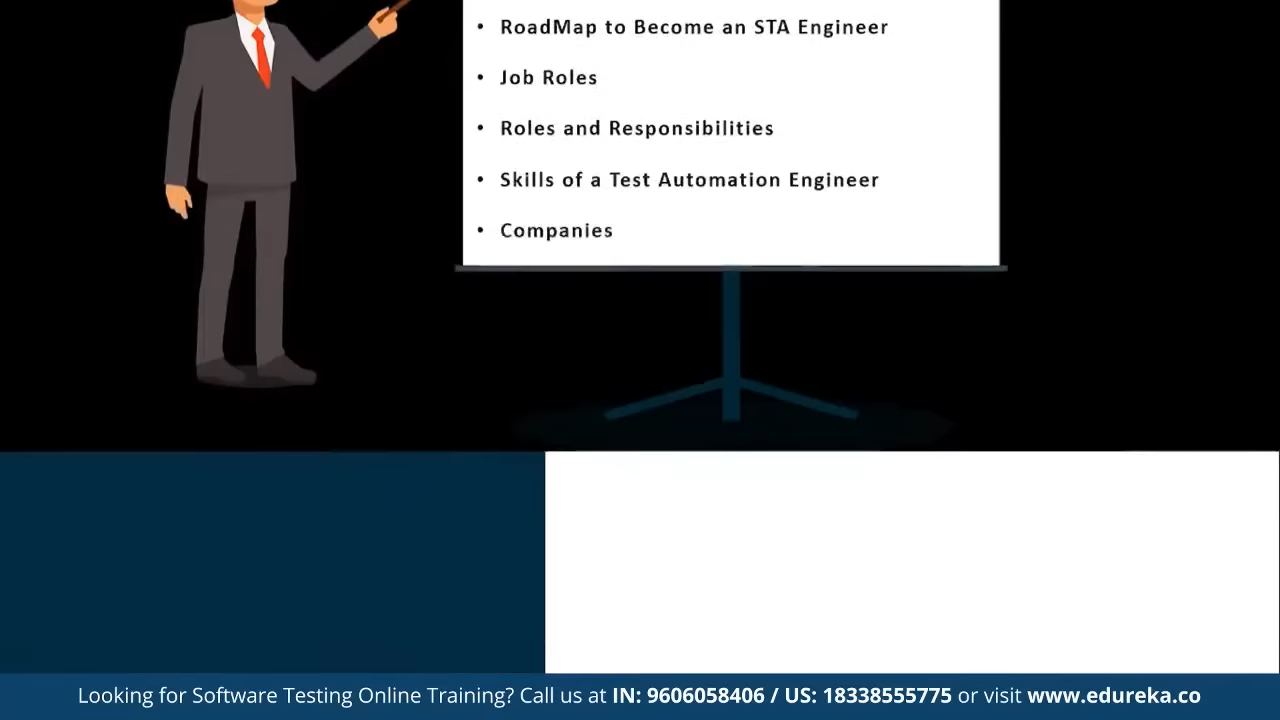 • RoadMap to Become an STA Engineer
• Job Roles
• Roles and Responsibilities
• Skills of a Test Automation Engineer
• Companies
Looking for Software Testing Online Training? Call us at IN: 9606058406 / US: 18338555775 or visit www.edureka.co